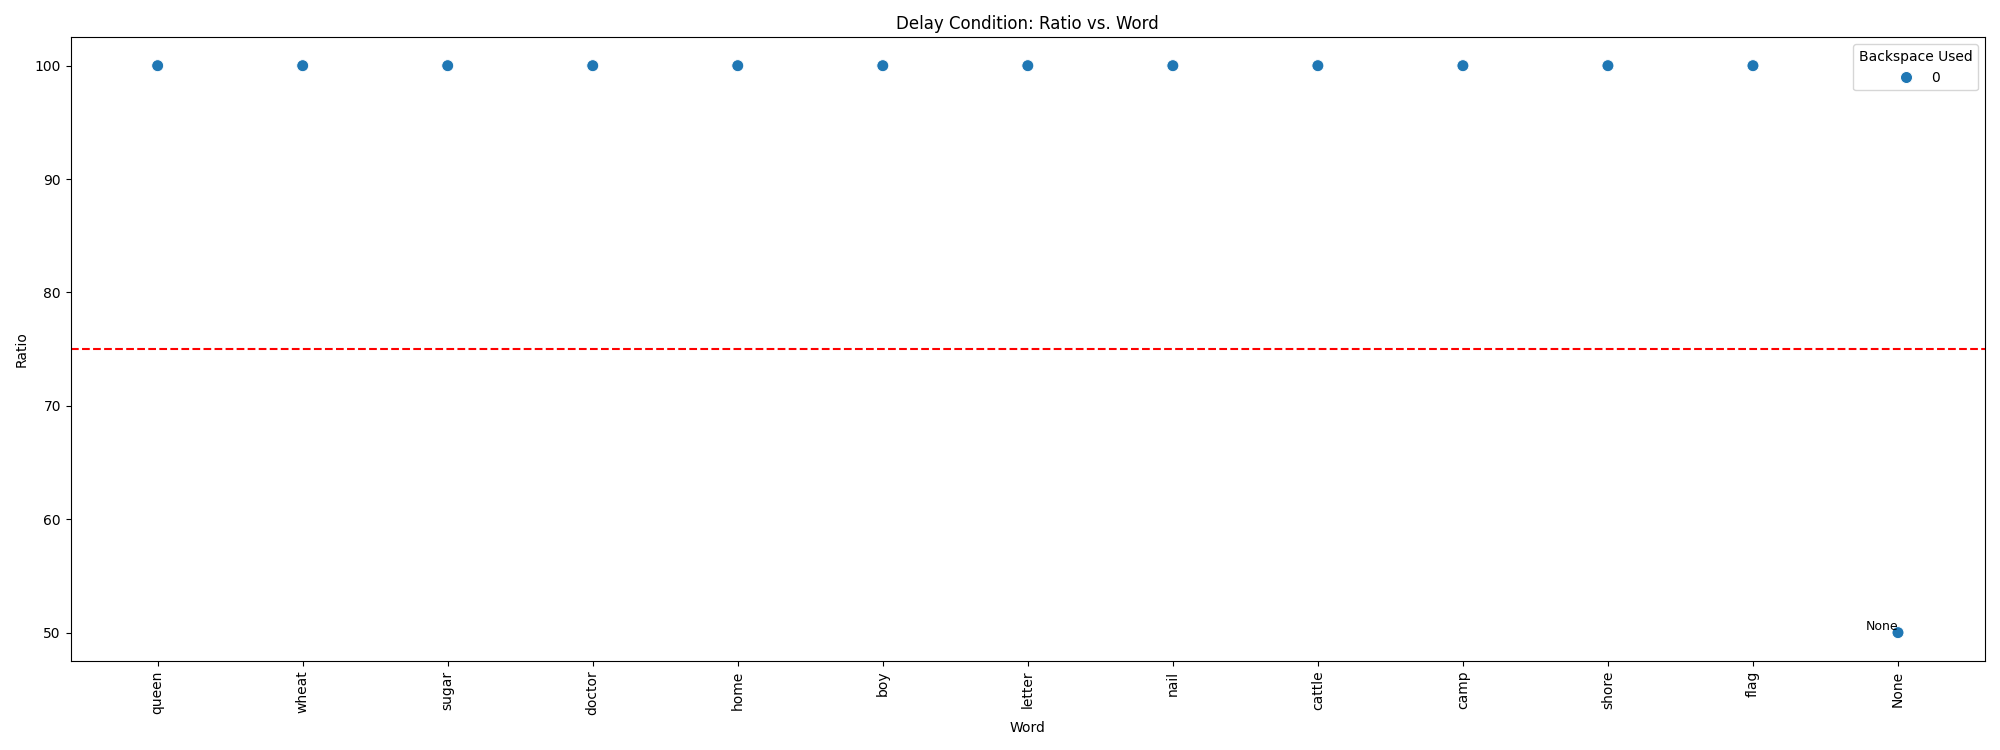 Delay Condition: Ratio vs. Word
Backspace Used
0
100
90
80
70
60
50
Ratio
None
queen
wheat
sugar
doctor
home
boy
letter
nail
cattle
camp
shore
flag
None
Word